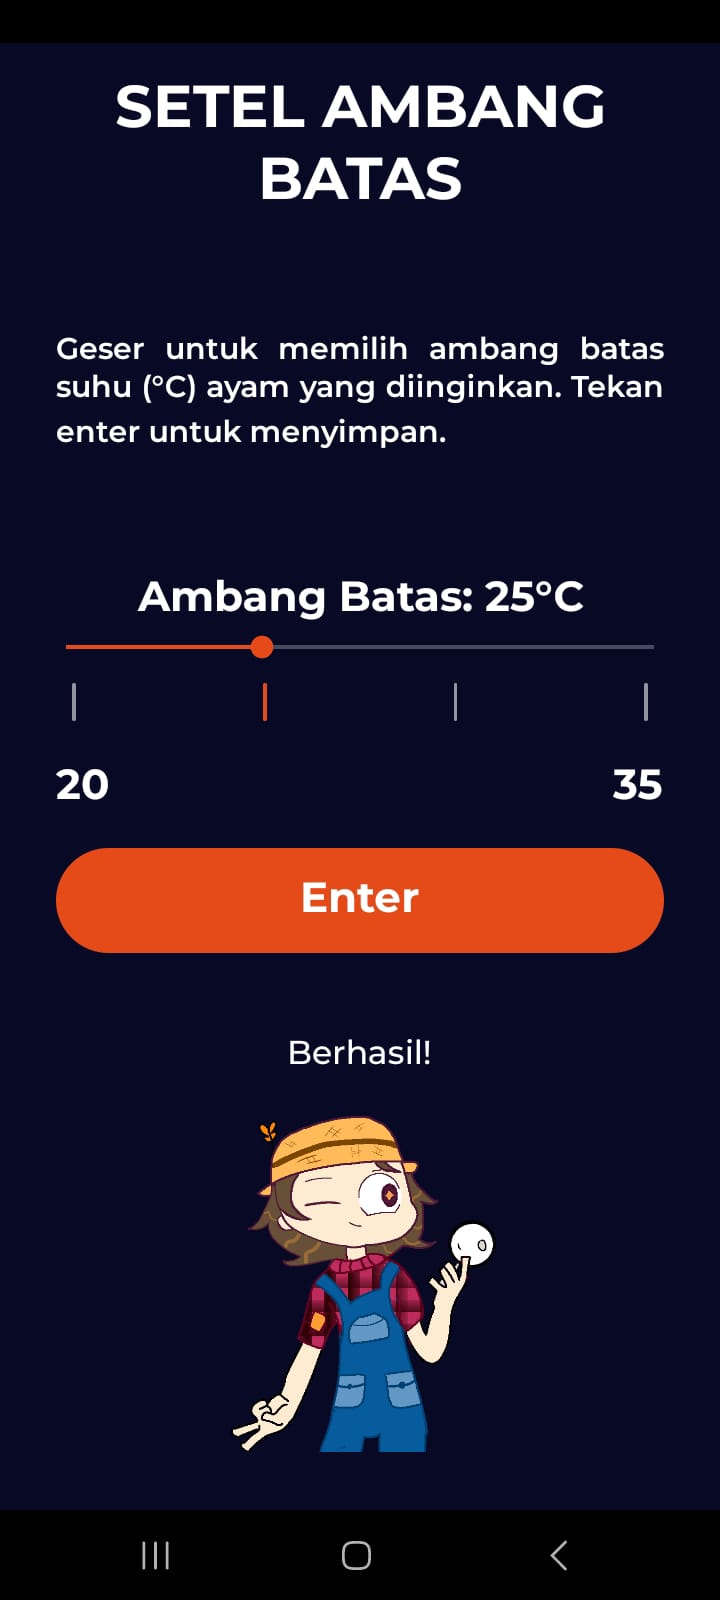 SETEL AMBANG
BATAS
Geser untuk memilih ambang batas
suhu (°C) ayam yang diinginkan. Tekan
enter untuk menyimpan.
Ambang Batas: 25°C
20
35
Enter
Berhasil!